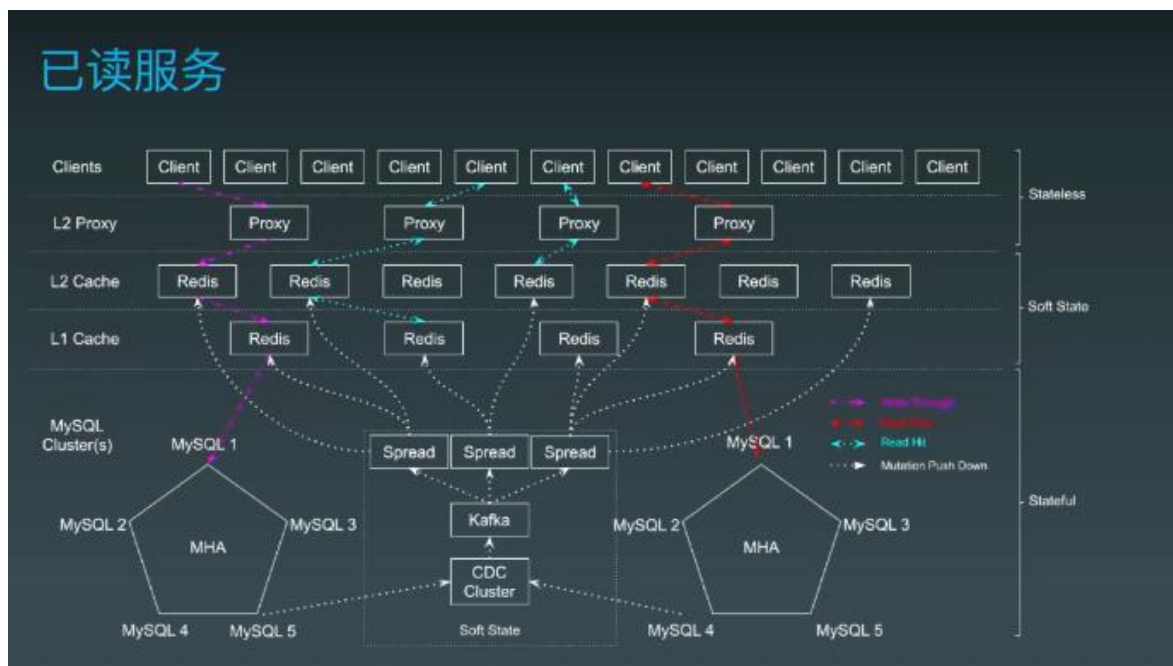 已读服务
Clients
Client Client Client Client Client Client Client Client Client Client Client
Stateless
L2 Proxy
Proxy Proxy Proxy Proxy
L2 Cache
Redis Redis Redis Redis Redis Redis Redis
Soft State
L1 Cache
Redis Redis Redis Redis
MySQL
Cluster(s)
MySQL 1
Spread Spread Spread
MySQL 1
Read Hit
Mutation Push Down
Stateful
MySQL 2
MySQL 3
MHA
Kafka
MySQL 2
MySQL 3
MHA
CDC
Cluster
MySQL 4
MySQL 5
Soft State
MySQL 4
MySQL 5